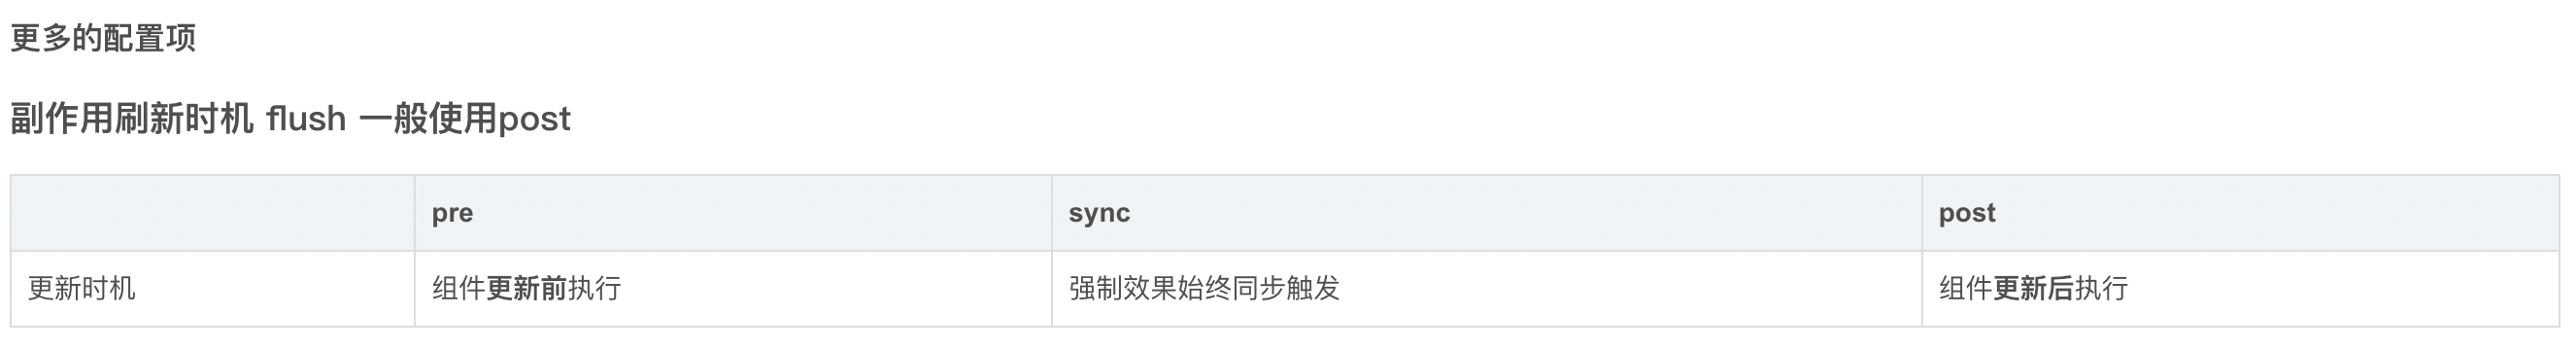 更多的配置项
副作用刷新时机 flush 一般使用post
pre sync post
更新时机 组件更新前执行 强制效果始终同步触发 组件更新后执行